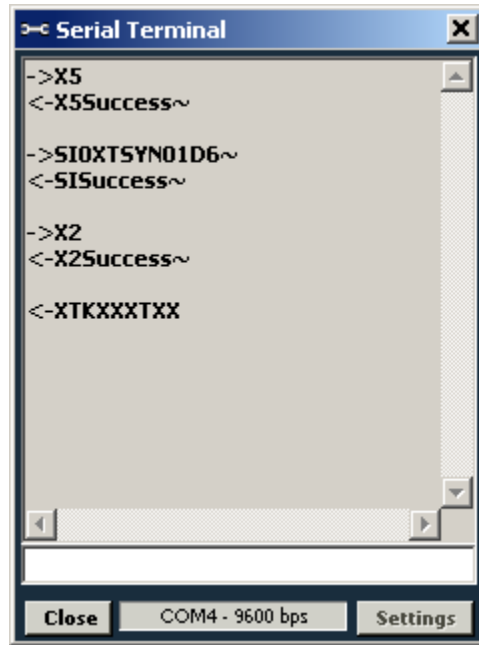 Serial Terminal
->X5
<-X5Success~
->SI0XTSYN01D6~
<-SISuccess~
->X2
<-X2Success~
<-XTKXXXTXX
Close
COM4 - 9600 bps
Settings